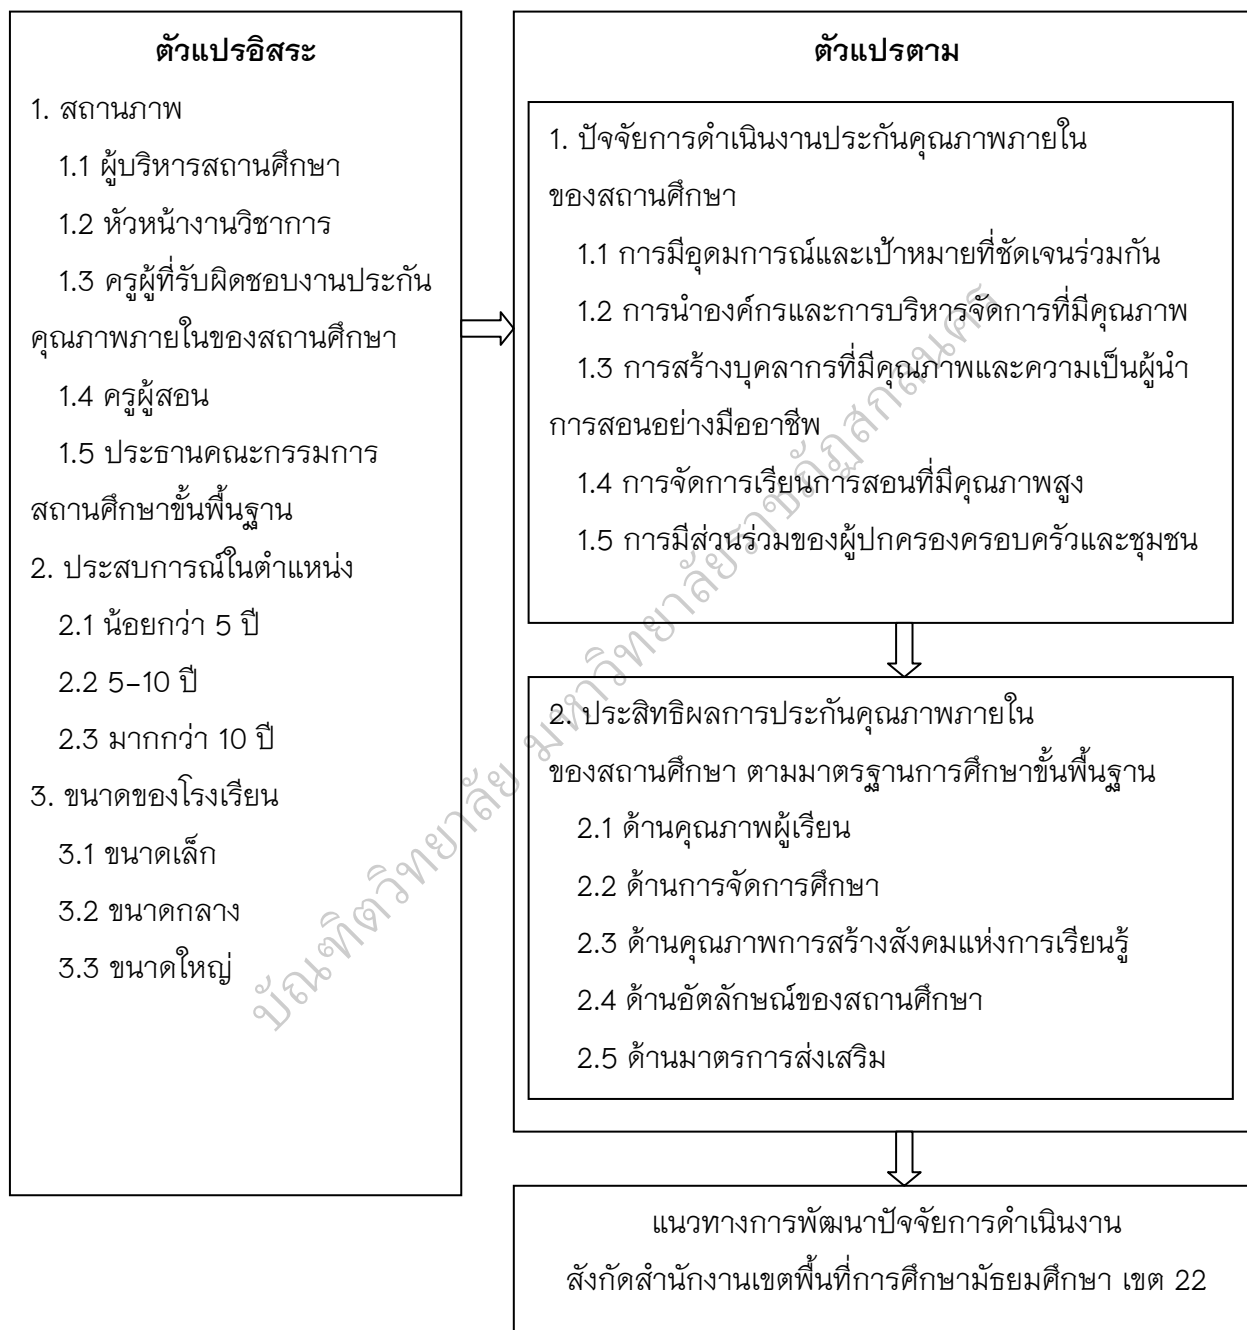 ตัวแปรอิสระ
1. สถานภาพ
1.1 ผู้บริหารสถานศึกษา
1.2 หัวหน้างานวิชาการ
1.3 ครูผู้ที่รับผิดชอบงานประกัน
คุณภาพภายในของสถานศึกษา
1.4 ครูผู้สอน
1.5 ประธานคณะกรรมการ
สถานศึกษาขั้นพื้นฐาน
2. ประสบการณ์ในตำแหน่ง
2.1 น้อยกว่า 5 ปี
2.2 5-10 ปี
2.3 มากกว่า 10 ปี
3. ขนาดของโรงเรียน
3.1 ขนาดเล็ก
3.2 ขนาดกลาง
3.3 ขนาดใหญ่
ตัวแปรตาม
1. ปัจจัยการดำเนินงานประกันคุณภาพภายใน
ของสถานศึกษา
1.1 การมีอุดมการณ์และเป้าหมายที่ชัดเจนร่วมกัน
1.2 การนำองค์กรและการบริหารจัดการที่มีคุณภาพ
1.3 การสร้างบุคลากรที่มีคุณภาพและความเป็นผู้นำ
การสอนอย่างมืออาชีพ
1.4 การจัดการเรียนการสอนที่มีคุณภาพสูง
1.5 การมีส่วนร่วมของผู้ปกครองครอบครัวและชุมชน
2. ประสิทธิผลการประกันคุณภาพภายใน
ของสถานศึกษา ตามมาตรฐานการศึกษาขั้นพื้นฐาน
2.1 ด้านคุณภาพผู้เรียน
2.2 ด้านการจัดการศึกษา
2.3 ด้านคุณภาพการสร้างสังคมแห่งการเรียนรู้
2.4 ด้านอัตลักษณ์ของสถานศึกษา
2.5 ด้านมาตรการส่งเสริม
แนวทางการพัฒนาปัจจัยการดำเนินงาน
สังกัดสำนักงานเขตพื้นที่การศึกษามัธยมศึกษา เขต 22
บัณฑิตวิทยาลัย มหาวิทยาลัยราชภัฏสกลนคร